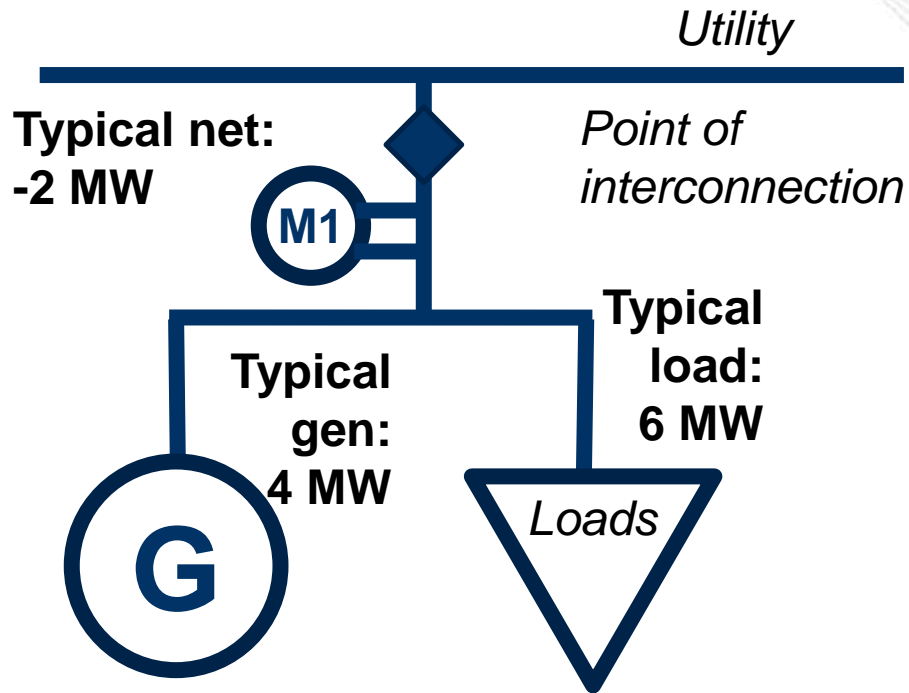 Utility
Typical net:
-2 MW
Point of
interconnection
M1
Typical
gen:
4 MW
Typical
load:
6 MW
G
Loads